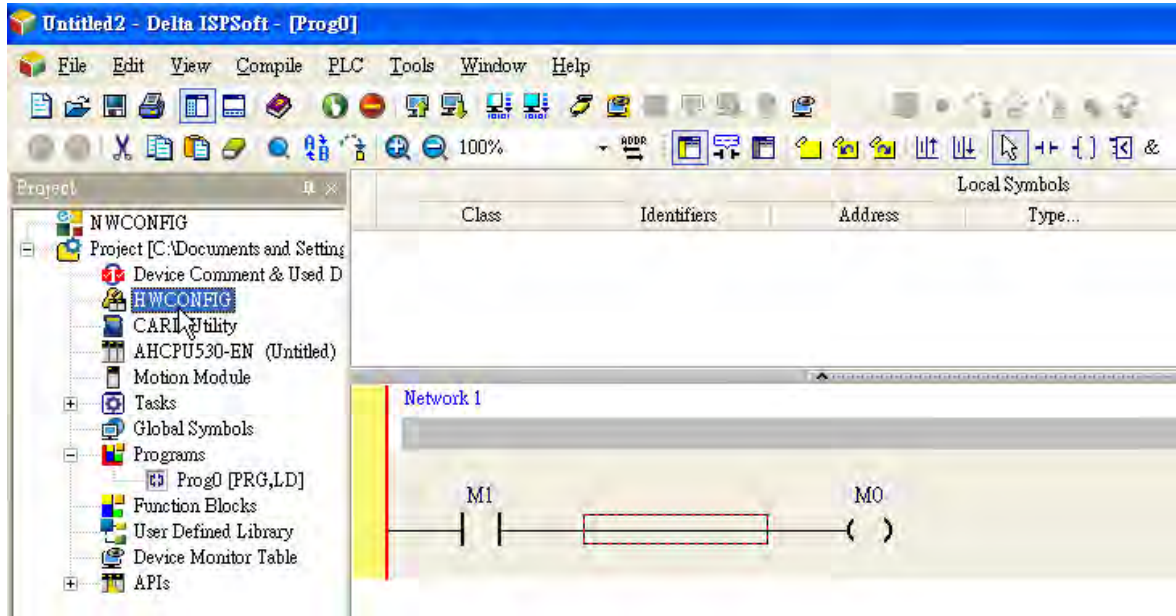 Untitled2 - Delta ISPSoft - [Prog0]
File Edit View Compile PLC Tools Window Help
100%
ADDR
&
Project
NWCONFIG
Project [C:\Documents and Setting
Device Comment & Used D
HWCONFIG
CARD Utility
AHCPU530-EN (Untitled)
Motion Module
Tasks
Global Symbols
Programs
Prog0 [PRG,LD]
Function Blocks
User Defined Library
Device Monitor Table
APIs
Local Symbols
Class Identifiers Address Type...
Network 1
M1 M0